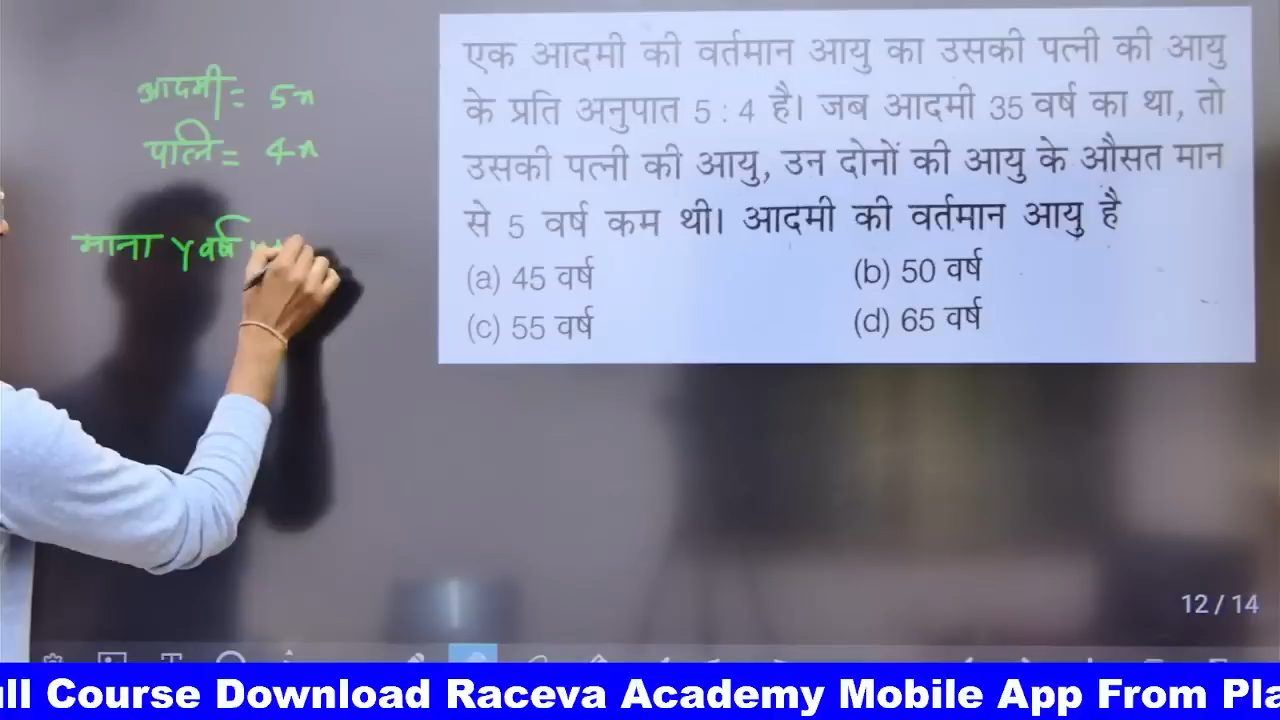 आदमी = 5x
पत्नि = 4x
माना y वर्ष
एक आदमी की वर्तमान आयु का उसकी पत्नी की आयु
के प्रति अनुपात 5 : 4 है। जब आदमी 35 वर्ष का था, तो
उसकी पत्नी की आयु, उन दोनों की आयु के औसत मान
से 5 वर्ष कम थी। आदमी की वर्तमान आयु है
(a) 45 वर्ष (b) 50 वर्ष
(c) 55 वर्ष (d) 65 वर्ष
12 / 14
ull Course Download Raceva Academy Mobile App From Pla